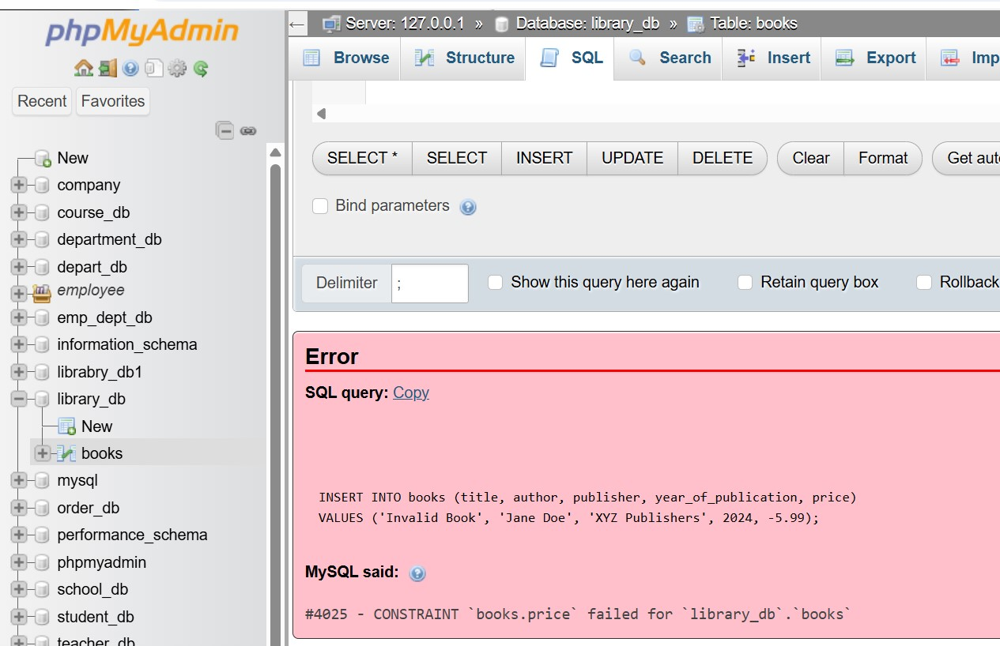 phpMyAdmin
Recent Favorites
New
company
course_db
department_db
depart_db
employee
emp_dept_db
information_schema
librabry_db1
library_db
New
books
mysql
order_db
performance_schema
phpmyadmin
school_db
student_db
teacher_db
Server: 127.0.0.1 » Database: library_db » Table: books
Browse Structure SQL Search Insert Export Imp
SELECT * SELECT INSERT UPDATE DELETE Clear Format Get aut
Bind parameters
Delimiter ; Show this query here again Retain query box Rollback
Error
SQL query: Copy
INSERT INTO books (title, author, publisher, year_of_publication, price)
VALUES ('Invalid Book', 'Jane Doe', 'XYZ Publishers', 2024, -5.99);
MySQL said:
#4025 - CONSTRAINT `books.price` failed for `library_db`.`books`